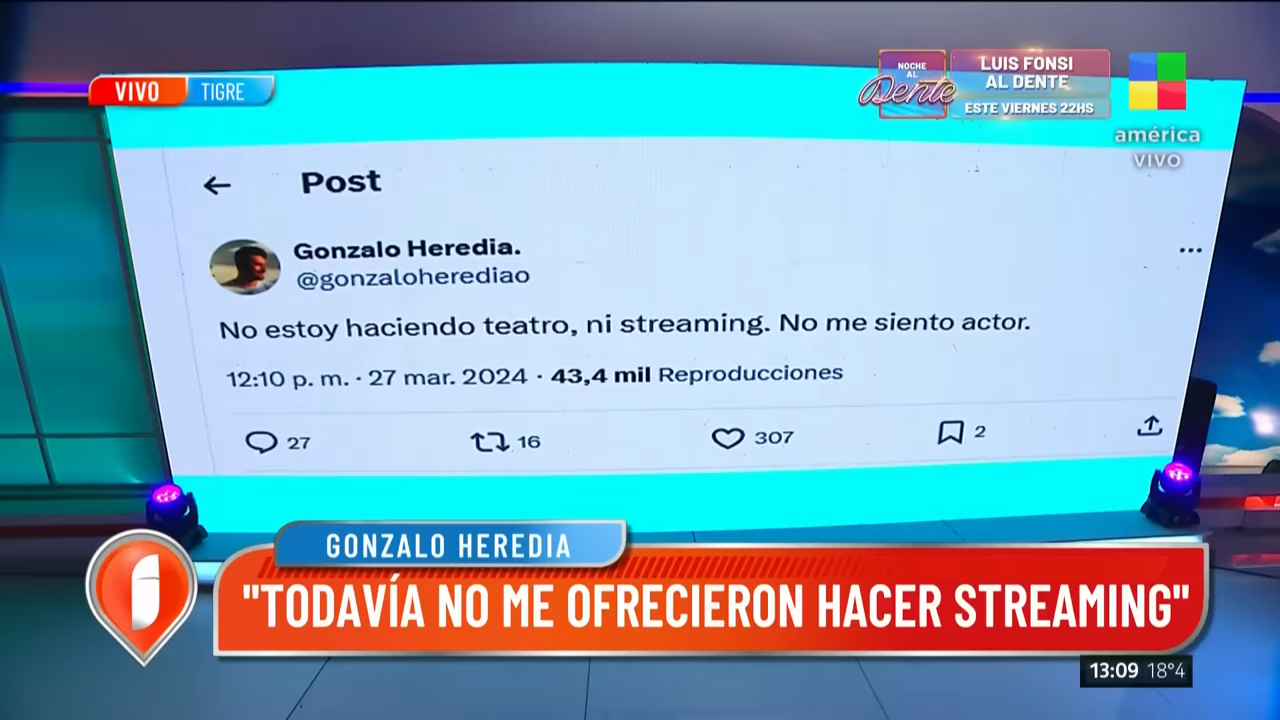 VIVO TIGRE
NOCHE
AL
Dente
LUIS FONSI
AL DENTE
ESTE VIERNES 22HS
américa
VIVO
Post
Gonzalo Heredia.
@gonzaloherediao
No estoy haciendo teatro, ni streaming. No me siento actor.
12:10 p. m. · 27 mar. 2024 · 43,4 mil Reproducciones
27 16 307 2
GONZALO HEREDIA
"TODAVÍA NO ME OFRECIERON HACER STREAMING"
13:09 18°4